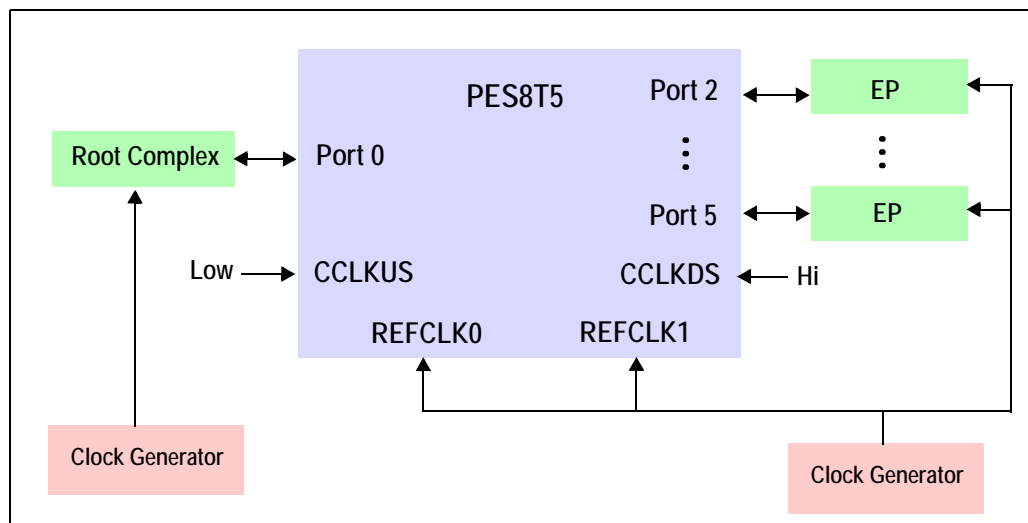 PES8T5
Port 2
EP
Root Complex
Port 0
Port 5
EP
Low
CCLKUS
CCLKDS
Hi
REFCLK0
REFCLK1
Clock Generator
Clock Generator